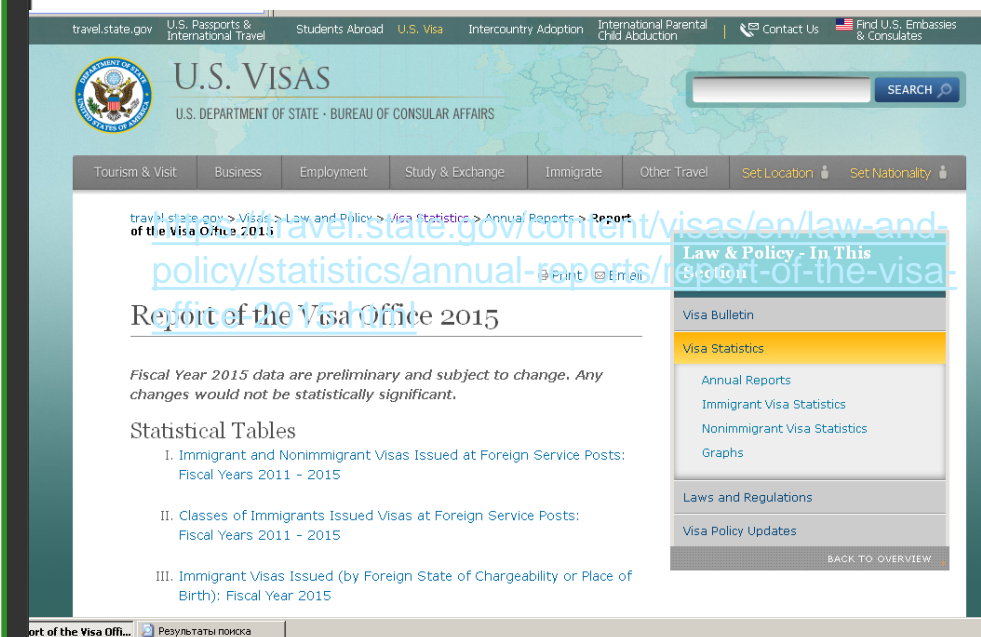 travel.state.gov U.S. Passports & International Travel Students Abroad U.S. Visa Intercountry Adoption International Parental Child Abduction Contact Us Find U.S. Embassies & Consulates
U.S. VISAS
U.S. DEPARTMENT OF STATE • BUREAU OF CONSULAR AFFAIRS
SEARCH
Tourism & Visit Business Employment Study & Exchange Immigrate Other Travel Set Location Set Nationality
travel.state.gov > Visas > Law and Policy > Visa Statistics > Annual Reports > Report
of the Visa Office 2015
http://travel.state.gov/content/visas/en/law-and-
policy/statistics/annual-reports/report-of-the-visa-
office-2015.html
Print Email
Report of the Visa Office 2015
Fiscal Year 2015 data are preliminary and subject to change. Any
changes would not be statistically significant.
Statistical Tables
I. Immigrant and Nonimmigrant Visas Issued at Foreign Service Posts:
Fiscal Years 2011 - 2015
II. Classes of Immigrants Issued Visas at Foreign Service Posts:
Fiscal Years 2011 - 2015
III. Immigrant Visas Issued (by Foreign State of Chargeability or Place of
Birth): Fiscal Year 2015
Law & Policy - In This
Section
Visa Bulletin
Visa Statistics
Annual Reports
Immigrant Visa Statistics
Nonimmigrant Visa Statistics
Graphs
Laws and Regulations
Visa Policy Updates
BACK TO OVERVIEW
ort of the Visa Offi... Результаты поиска